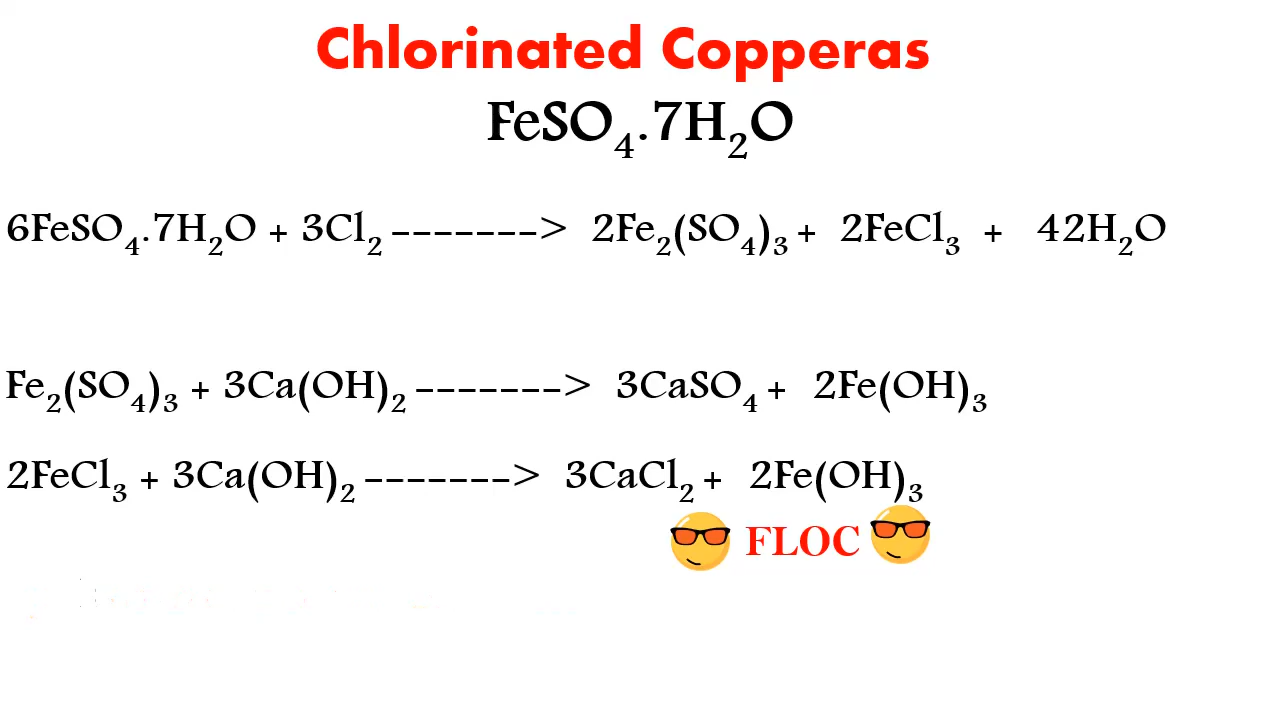 Chlorinated Copperas
FeSO₄.7H₂O
6FeSO₄.7H₂O + 3Cl₂ -------> 2Fe₂(SO₄)₃ + 2FeCl₃ + 42H₂O
Fe₂(SO₄)₃ + 3Ca(OH)₂ -------> 3CaSO₄ + 2Fe(OH)₃
2FeCl₃ + 3Ca(OH)₂ -------> 3CaCl₂ + 2Fe(OH)₃
FLOC